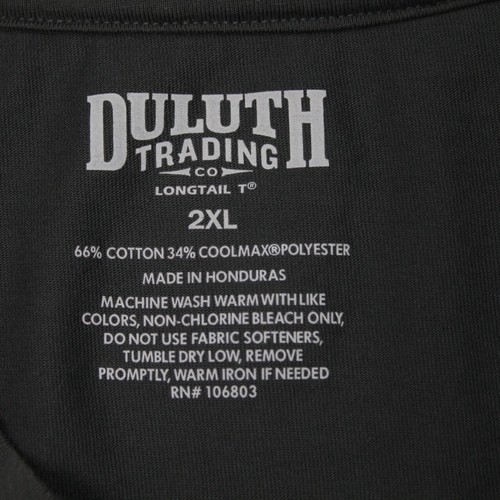 DULUTH
TRADING
CO
LONGTAIL T®
2XL
66% COTTON 34% COOLMAX®POLYESTER
MADE IN HONDURAS
MACHINE WASH WARM WITH LIKE
COLORS, NON-CHLORINE BLEACH ONLY,
DO NOT USE FABRIC SOFTENERS,
TUMBLE DRY LOW, REMOVE
PROMPTLY, WARM IRON IF NEEDED
RN# 106803